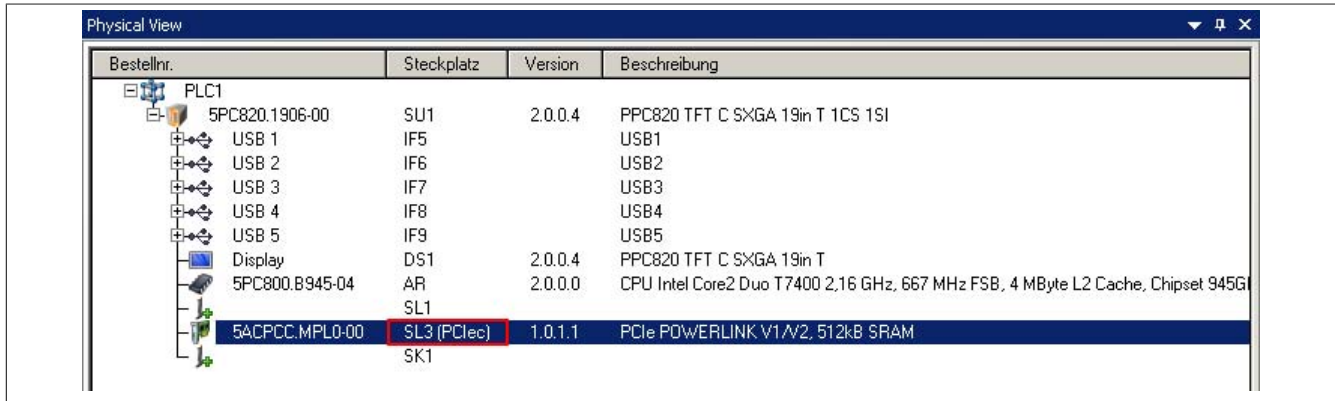 Physical View
Bestellnr. Steckplatz Version Beschreibung
PLC1
5PC820.1906-00 SU1 2.0.0.4 PPC820 TFT C SXGA 19in T 1CS 1SI
USB 1 IF5 USB1
USB 2 IF6 USB2
USB 3 IF7 USB3
USB 4 IF8 USB4
USB 5 IF9 USB5
Display DS1 2.0.0.4 PPC820 TFT C SXGA 19in T
5PC800.B945-04 AR 2.0.0.0 CPU Intel Core2 Duo T7400 2,16 GHz, 667 MHz FSB, 4 MByte L2 Cache, Chipset 945G
SL1
5ACPCC.MPL0-00 SL3 (PCIec) 1.0.1.1 PCIe POWERLINK V1/V2, 512kB SRAM
SK1